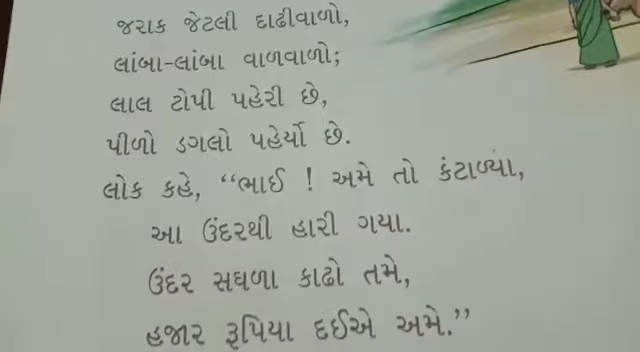 જરાક જેટલી દાઢીવાળો,
લાંબા-લાંબા વાળવાળો;
લાલ ટોપી પહેરી છે,
પીળો ડગલો પહેર્યો છે.
લોક કહે, “ભાઈ ! અમે તો કંટાળ્યા,
આ ઉંદરથી હારી ગયા.
ઉંદર સઘળા કાઢો તમે,
હજાર રૂપિયા દઈએ અમે.”